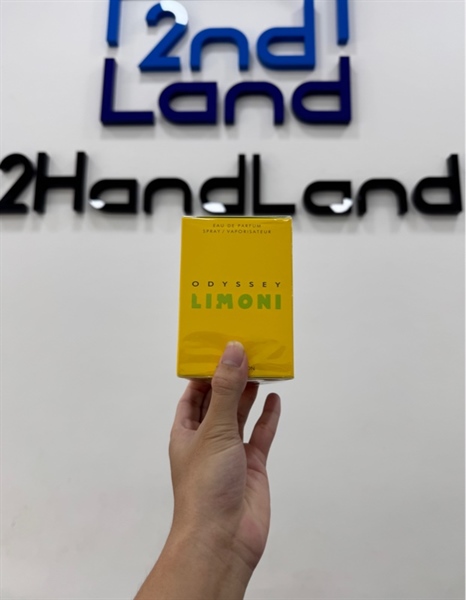 2nd
Land
2HandLand
EAU DE PARFUM
SPRAY / VAPORISATEUR
ODYSSEY
LIMONI